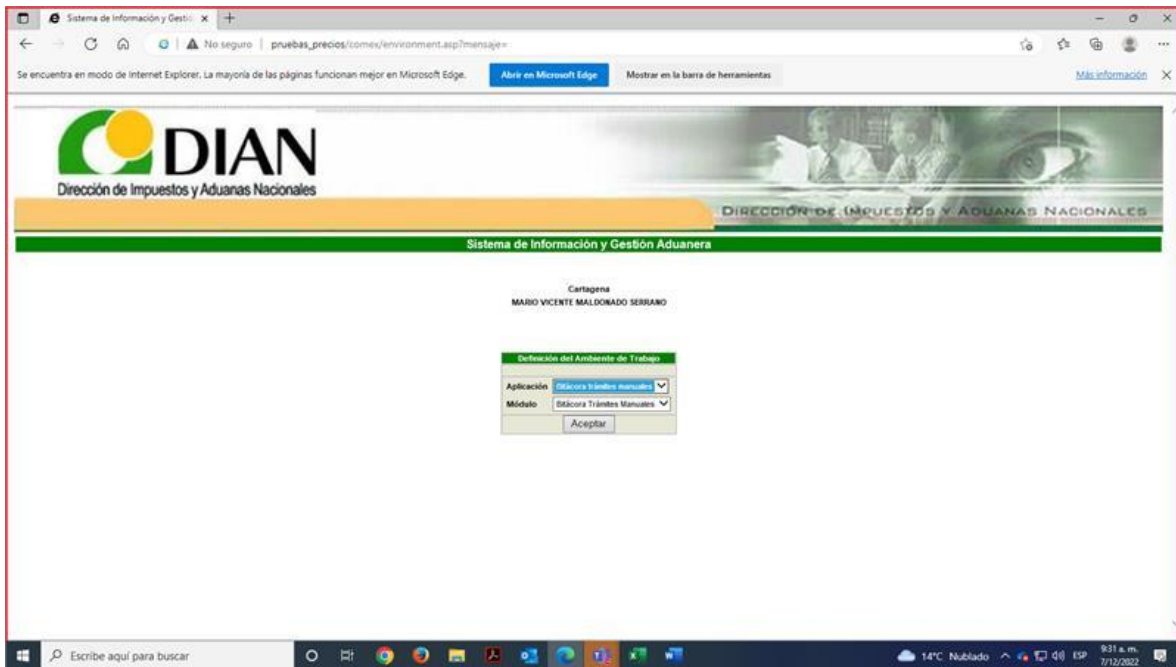 Sistema de Información y Gestió
No seguro | pruebas_precios/comex/environment.asp?mensaje=
Se encuentra en modo de Internet Explorer. La mayoría de las páginas funcionan mejor en Microsoft Edge. Abrir en Microsoft Edge Mostrar en la barra de herramientas Más información
DIAN
Dirección de Impuestos y Aduanas Nacionales
DIRECCIÓN DE IMPUESTOS Y ADUANAS NACIONALES
Sistema de Información y Gestión Aduanera
Cartagena
MARIO VICENTE MALDONADO SERRANO
Definición del Ambiente de Trabajo
Aplicación Bitácora trámites manuales
Módulo Bitácora Trámites Manuales
Aceptar
Escribe aquí para buscar 14°C Nublado ESP 9:31 a. m.
7/12/2022